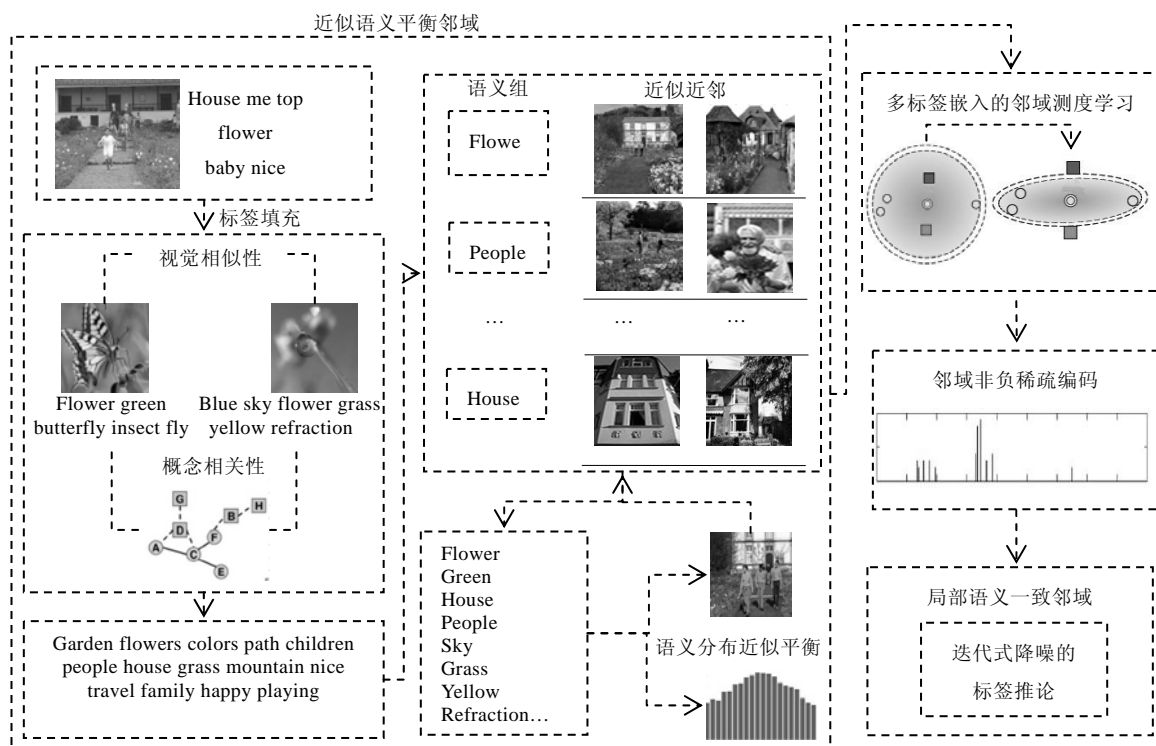 近似语义平衡邻域
House me top
flower
baby nice
标签填充
视觉相似性
Flower green
butterfly insect fly
Blue sky flower grass
yellow refraction
概念相关性
G
B
H
D
F
A
C
E
Garden flowers colors path children
people house grass mountain nice
travel family happy playing
语义组
近似近邻
Flowe
People
… … …
House
Flower
Green
House
People
Sky
Grass
Yellow
Refraction…
语义分布近似平衡
多标签嵌入的邻域测度学习
邻域非负稀疏编码
局部语义一致邻域
迭代式降噪的
标签推论